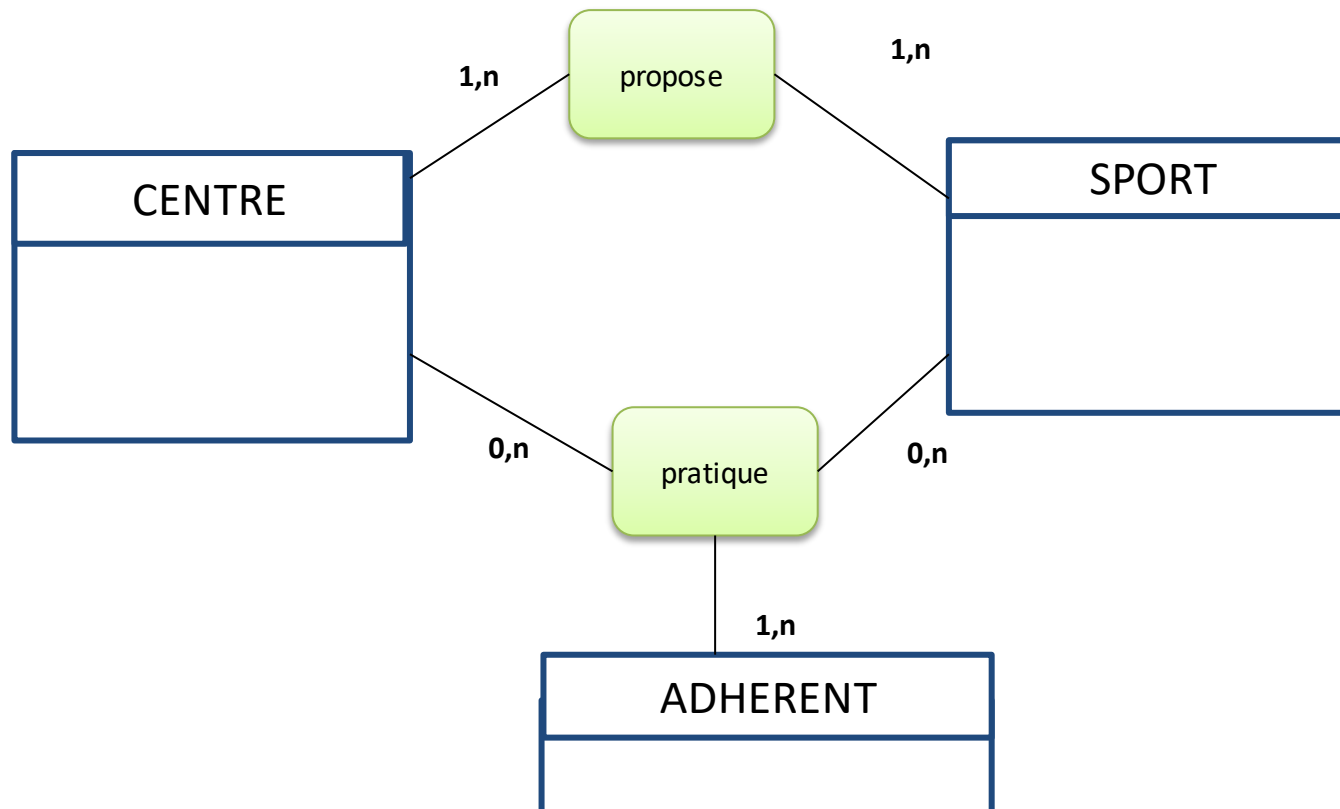 propose
1,n
1,n
CENTRE
SPORT
pratique
0,n
0,n
1,n
ADHERENT